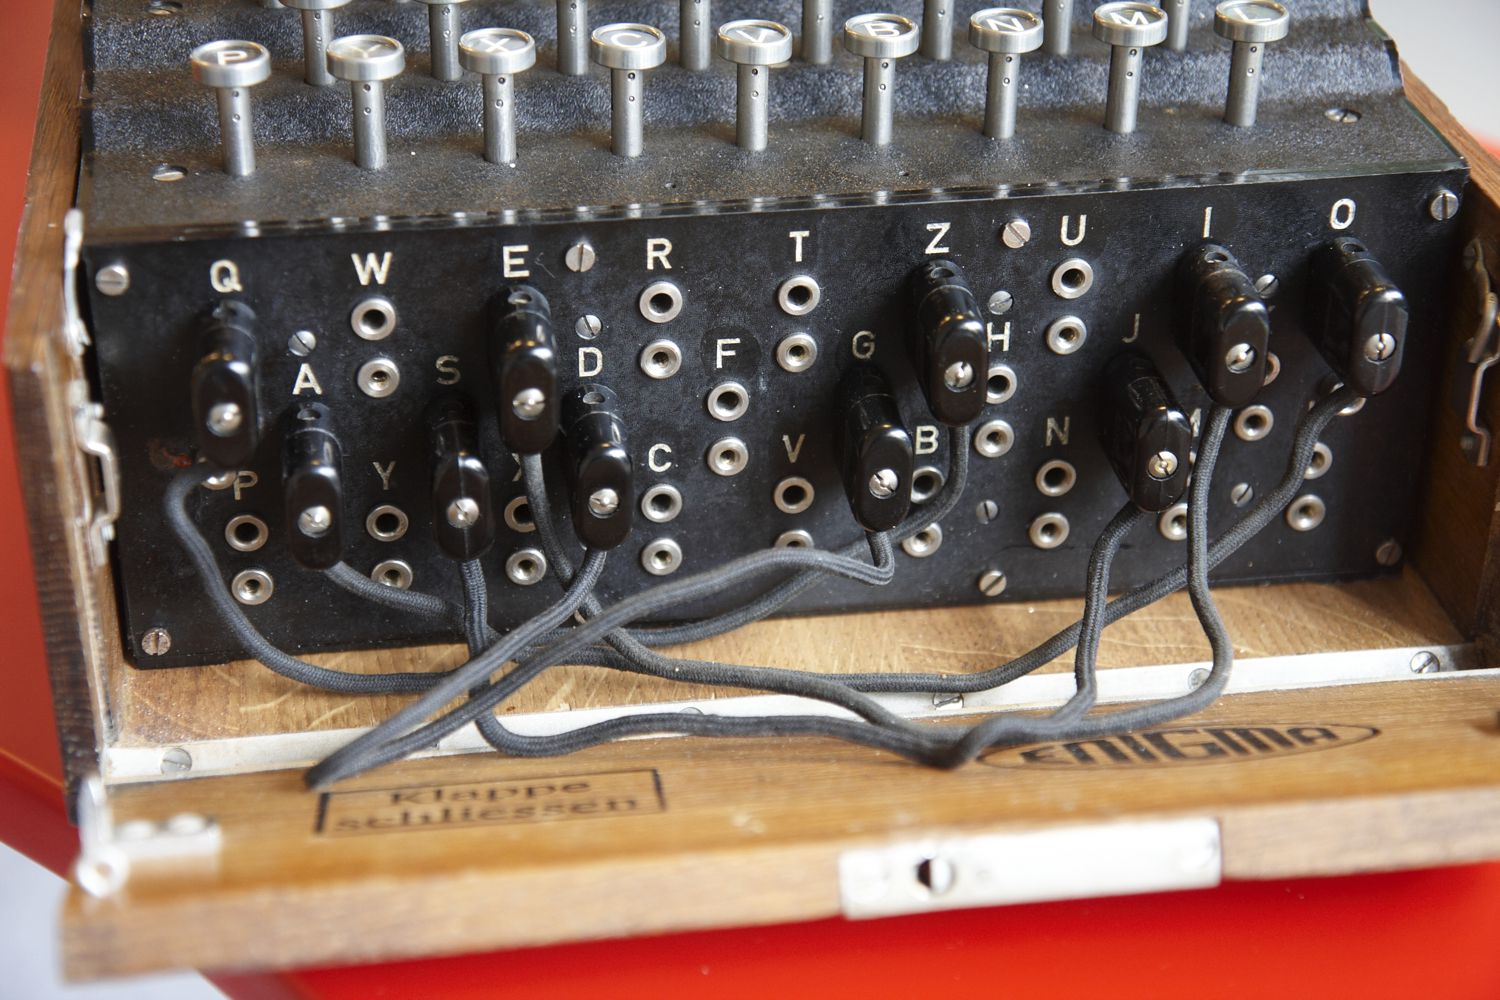 P Y X C V B N M L
Q W E R T Z U I O
A S D F G H J
P Y X C V B N M
ENIGMA
Klappe
schliessen